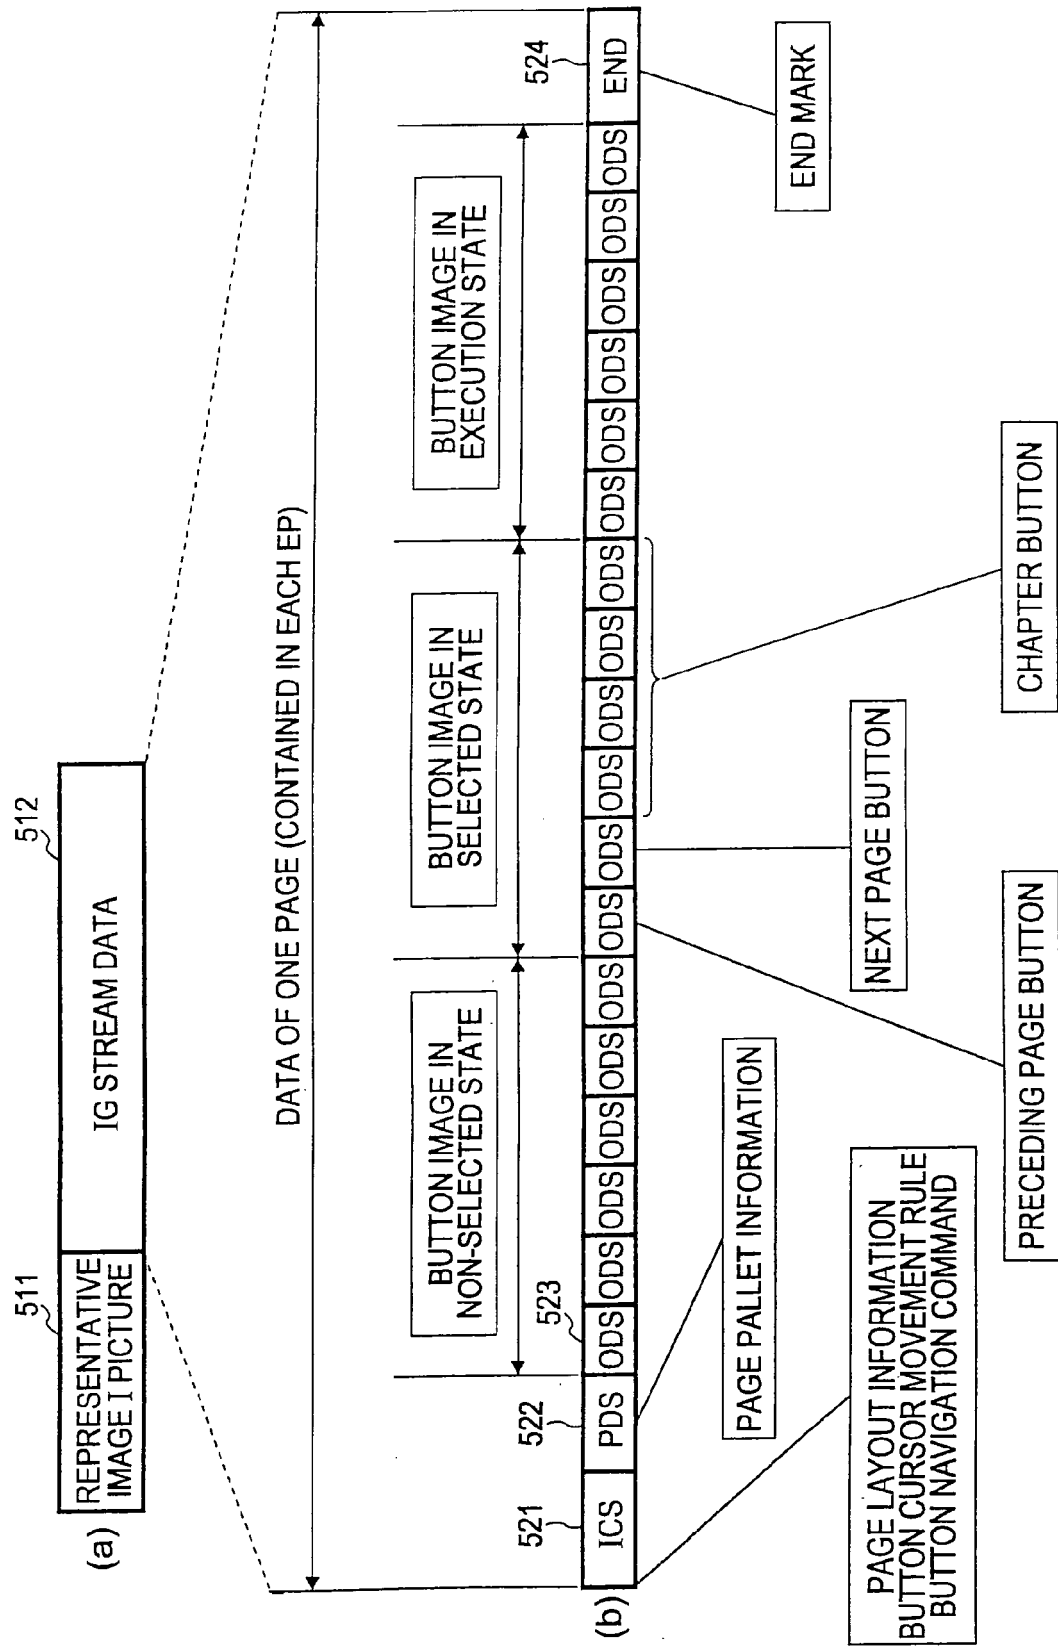 (a)
511
REPRESENTATIVE
IMAGE I PICTURE
512
IG STREAM DATA
DATA OF ONE PAGE (CONTAINED IN EACH EP)
BUTTON IMAGE IN
NON-SELECTED STATE
BUTTON IMAGE IN
SELECTED STATE
BUTTON IMAGE IN
EXECUTION STATE
(b)
521
522
523
524
ICS PDS ODS ODS ODS ODS ODS ODS ODS ODS ODS ODS ODS ODS ODS ODS ODS ODS ODS ODS END
PAGE PALLET INFORMATION
END MARK
PAGE LAYOUT INFORMATION
BUTTON CURSOR MOVEMENT RULE
BUTTON NAVIGATION COMMAND
NEXT PAGE BUTTON
PRECEDING PAGE BUTTON
CHAPTER BUTTON